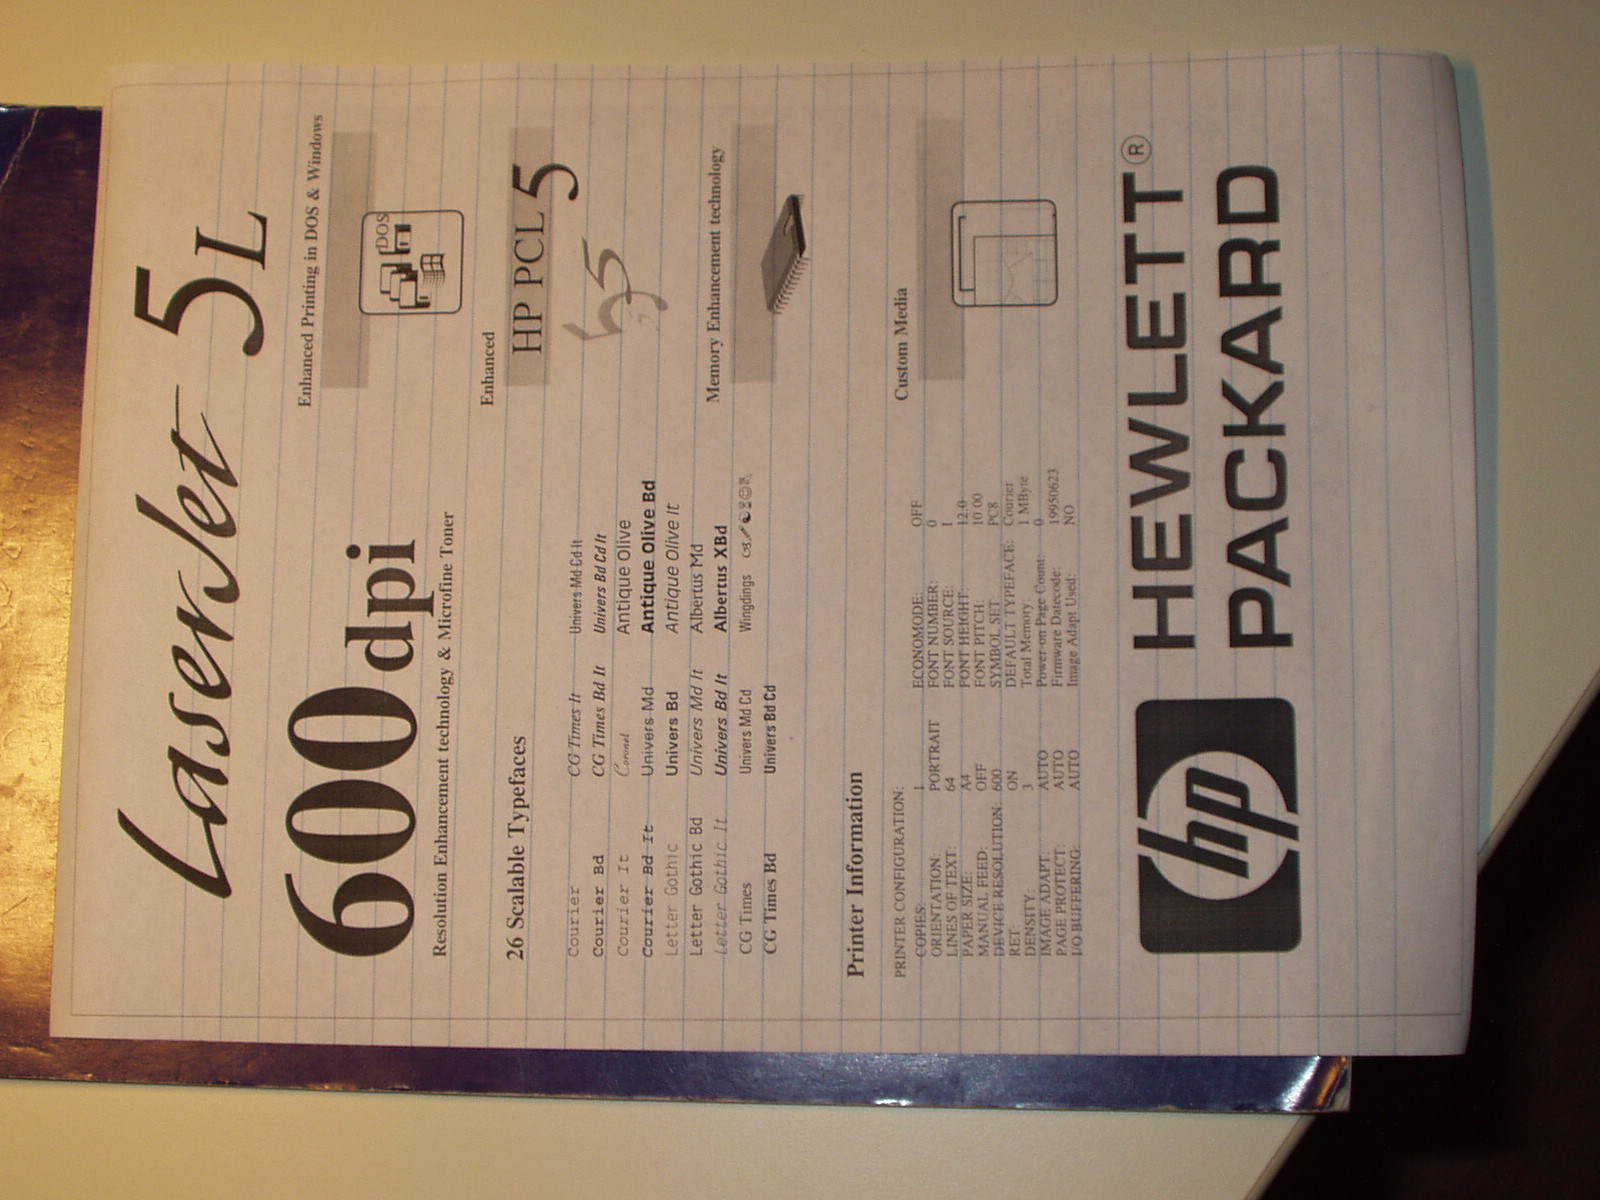 LaserJet 5L
600 dpi
Resolution Enhancement technology & Microfine Toner
Enhanced Printing in DOS & Windows
DOS
Enhanced
HP PCL 5
26 Scalable Typefaces
Courier
Courier Bd
Courier It
Courier Bd It
Letter Gothic
Letter Gothic Bd
Letter Gothic It
CG Times
CG Times Bd
CG Times It
CG Times Bd It
Coronet
Univers Md
Univers Bd
Univers Md It
Univers Bd It
Univers Md Cd
Univers Bd Cd
Univers Md Cd It
Univers Bd Cd It
Antique Olive
Antique Olive Bd
Antique Olive It
Albertus Md
Albertus XBd
Wingdings
Memory Enhancement technology
Custom Media
Printer Information
PRINTER CONFIGURATION:
COPIES: 1
ORIENTATION: PORTRAIT
LINES OF TEXT: 64
PAPER SIZE: A4
MANUAL FEED: OFF
DEVICE RESOLUTION: 600
RET: ON
DENSITY: 3
IMAGE ADAPT: AUTO
PAGE PROTECT: AUTO
I/O BUFFERING: AUTO
ECONOMODE: OFF
FONT NUMBER: 0
FONT SOURCE: I
FONT HEIGHT: 12.0
FONT PITCH: 10.00
SYMBOL SET: PC8
DEFAULT TYPEFACE: Courier
Total Memory: 1 MByte
Power-on Page Count: 0
Firmware Datecode: 19950623
Image Adapt Used: NO
hp HEWLETT®
PACKARD